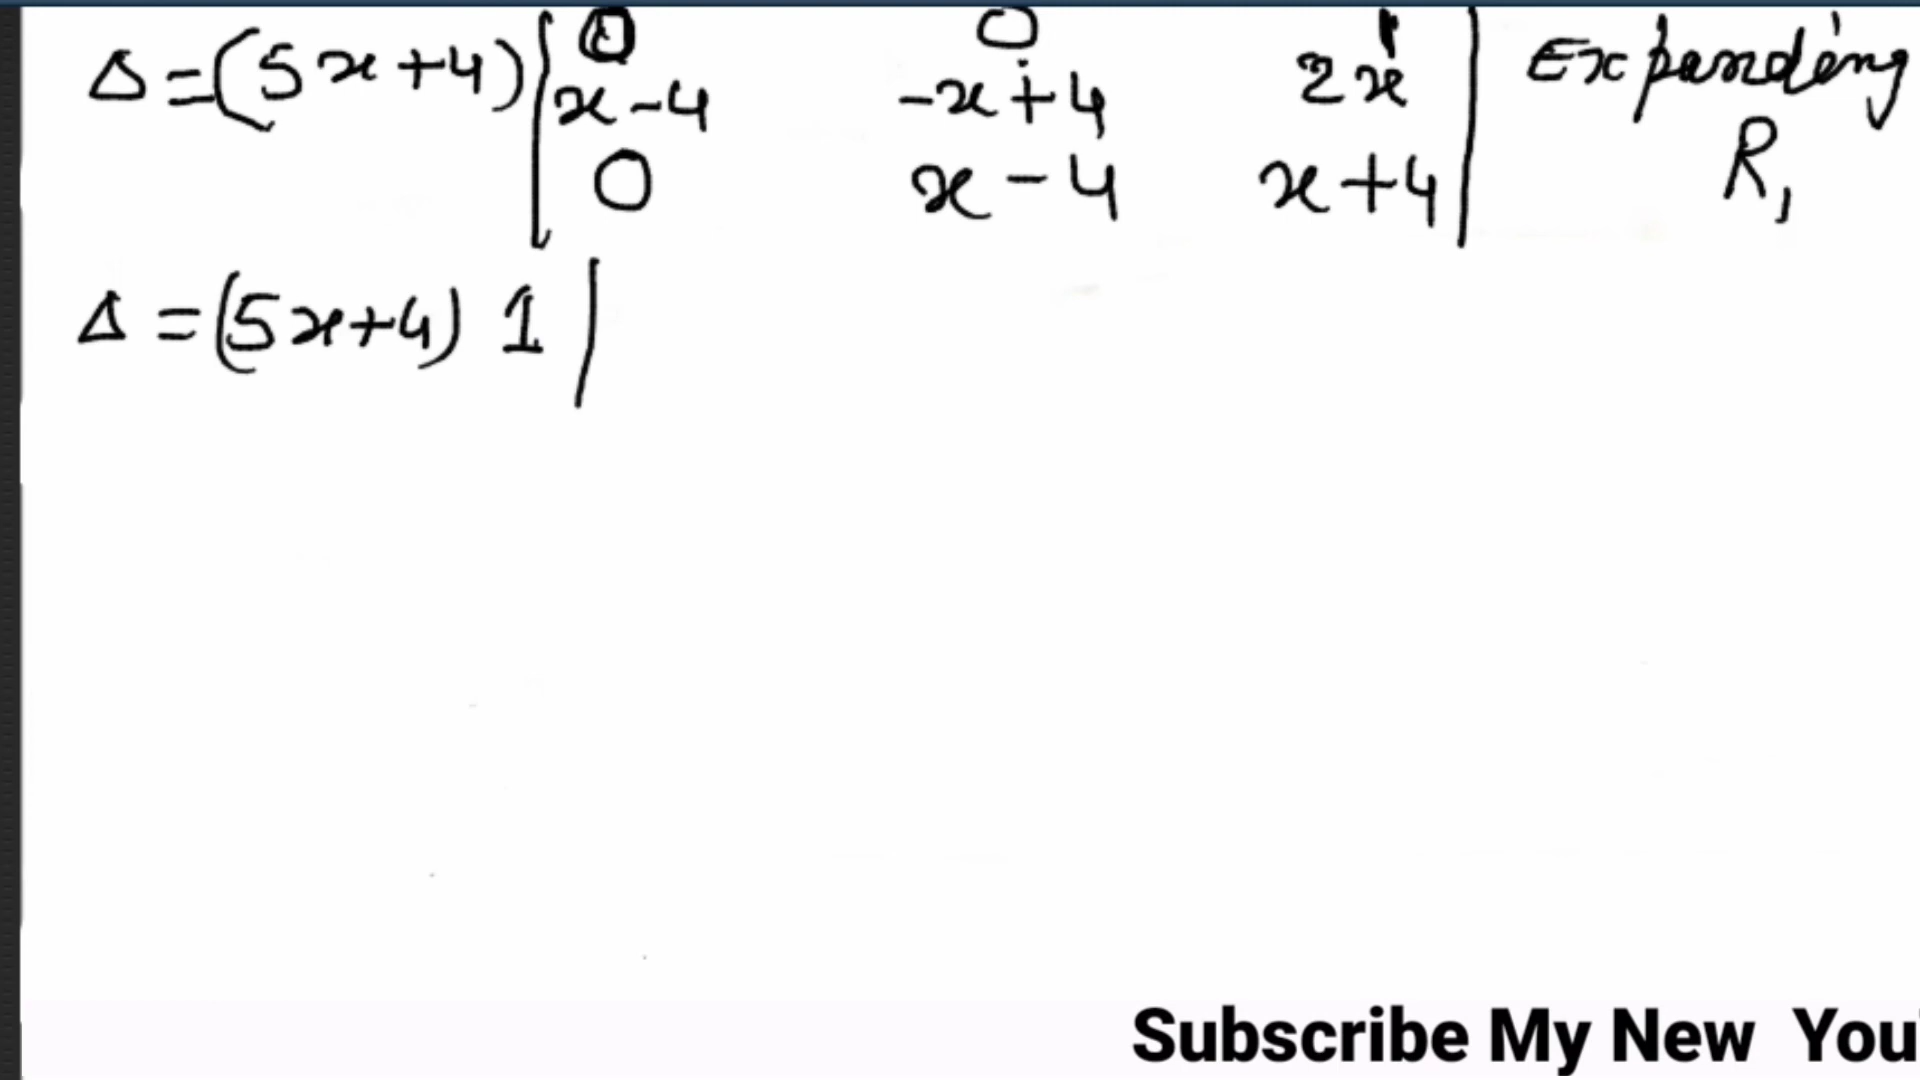 Δ = (5x+4) | 0 0 1 | Expanding
x-4 -x+4 2x R₁
0 x-4 x+4
Δ = (5x+4) 1 |
Subscribe My New You